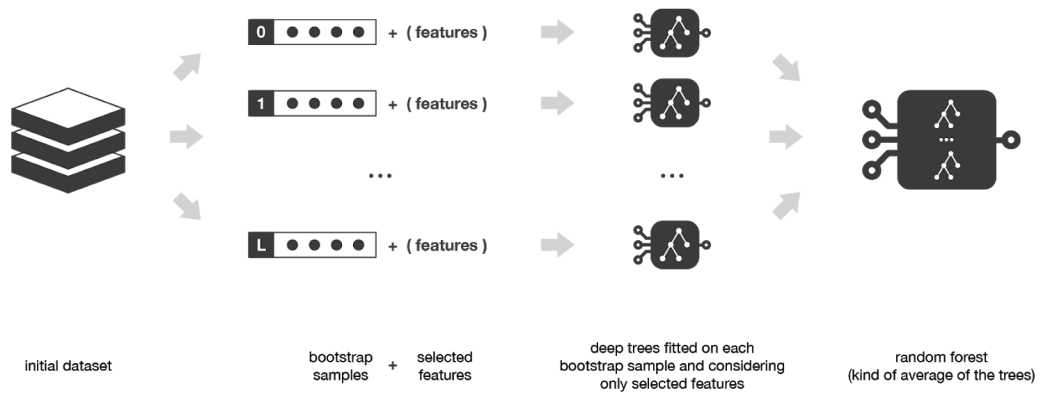 0 + ( features )
1 + ( features )
...
...
...
L + ( features )
initial dataset
bootstrap samples + selected features
deep trees fitted on each
bootstrap sample and considering
only selected features
random forest
(kind of average of the trees)